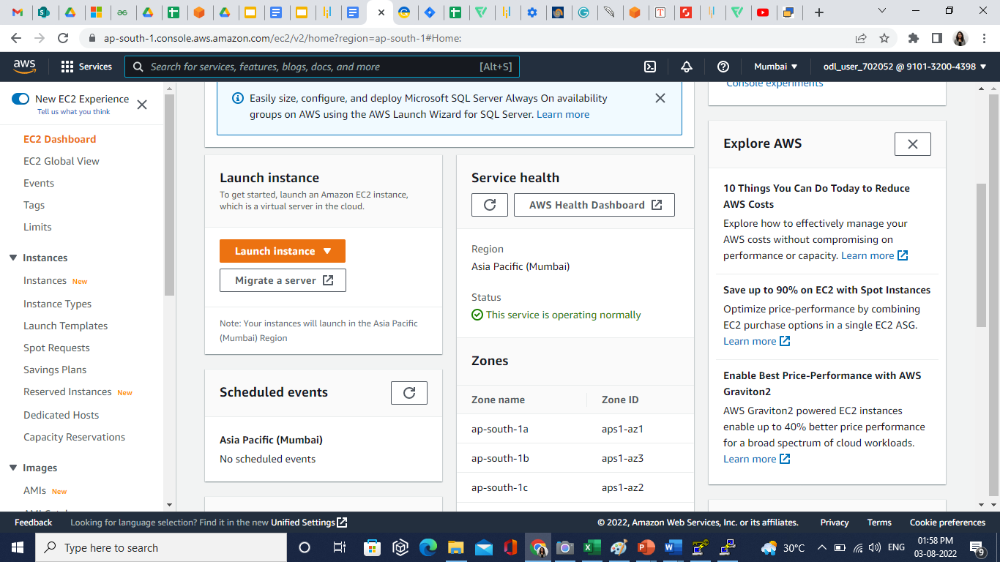 ap-south-1.console.aws.amazon.com/ec2/v2/home?region=ap-south-1#Home:
aws
Services
Search for services, features, blogs, docs, and more
[Alt+S]
Mumbai
odl_user_702052 @ 9101-3200-4398
New EC2 Experience
Tell us what you think
EC2 Dashboard
EC2 Global View
Events
Tags
Limits
Instances
Instances New
Instance Types
Launch Templates
Spot Requests
Savings Plans
Reserved Instances New
Dedicated Hosts
Capacity Reservations
Images
AMIs New
Easily size, configure, and deploy Microsoft SQL Server Always On availability
groups on AWS using the AWS Launch Wizard for SQL Server. Learn more
Launch instance
To get started, launch an Amazon EC2 instance,
which is a virtual server in the cloud.
Launch instance
Migrate a server
Note: Your instances will launch in the Asia Pacific
(Mumbai) Region
Scheduled events
Asia Pacific (Mumbai)
No scheduled events
Service health
AWS Health Dashboard
Region
Asia Pacific (Mumbai)
Status
This service is operating normally
Zones
Zone name Zone ID
ap-south-1a aps1-az1
ap-south-1b aps1-az3
ap-south-1c aps1-az2
Console experiments
Explore AWS
10 Things You Can Do Today to Reduce
AWS Costs
Explore how to effectively manage your
AWS costs without compromising on
performance or capacity. Learn more
Save up to 90% on EC2 with Spot Instances
Optimize price-performance by combining
EC2 purchase options in a single EC2 ASG.
Learn more
Enable Best Price-Performance with AWS
Graviton2
AWS Graviton2 powered EC2 instances
enable up to 40% better price performance
for a broad spectrum of cloud workloads.
Learn more
Feedback
Looking for language selection? Find it in the new Unified Settings
© 2022, Amazon Web Services, Inc. or its affiliates.
Privacy
Terms
Cookie preferences
Type here to search
30°C
ENG
01:58 PM
03-08-2022
9